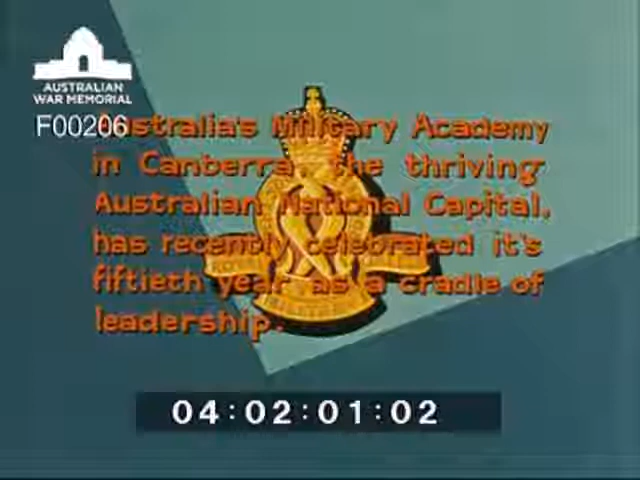 AUSTRALIAN
WAR MEMORIAL
F00206
Australia's Military Academy
in Canberra, the thriving
Australian National Capital,
has recently celebrated it's
fiftieth year as a cradle of
leadership.
04:02:01:02